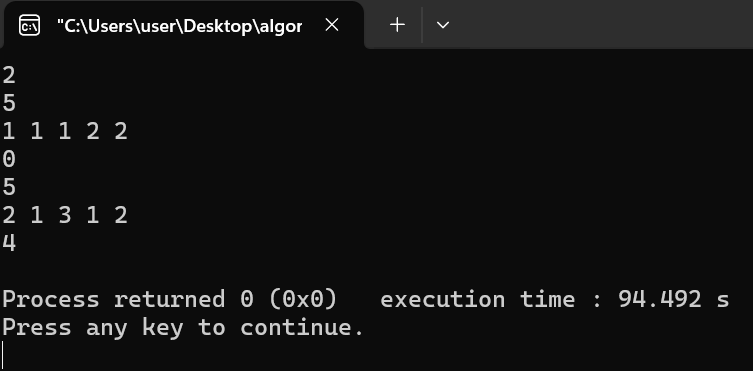 "C:\Users\user\Desktop\algor
2
5
1 1 1 2 2
0
5
2 1 3 1 2
4
Process returned 0 (0x0)   execution time : 94.492 s
Press any key to continue.